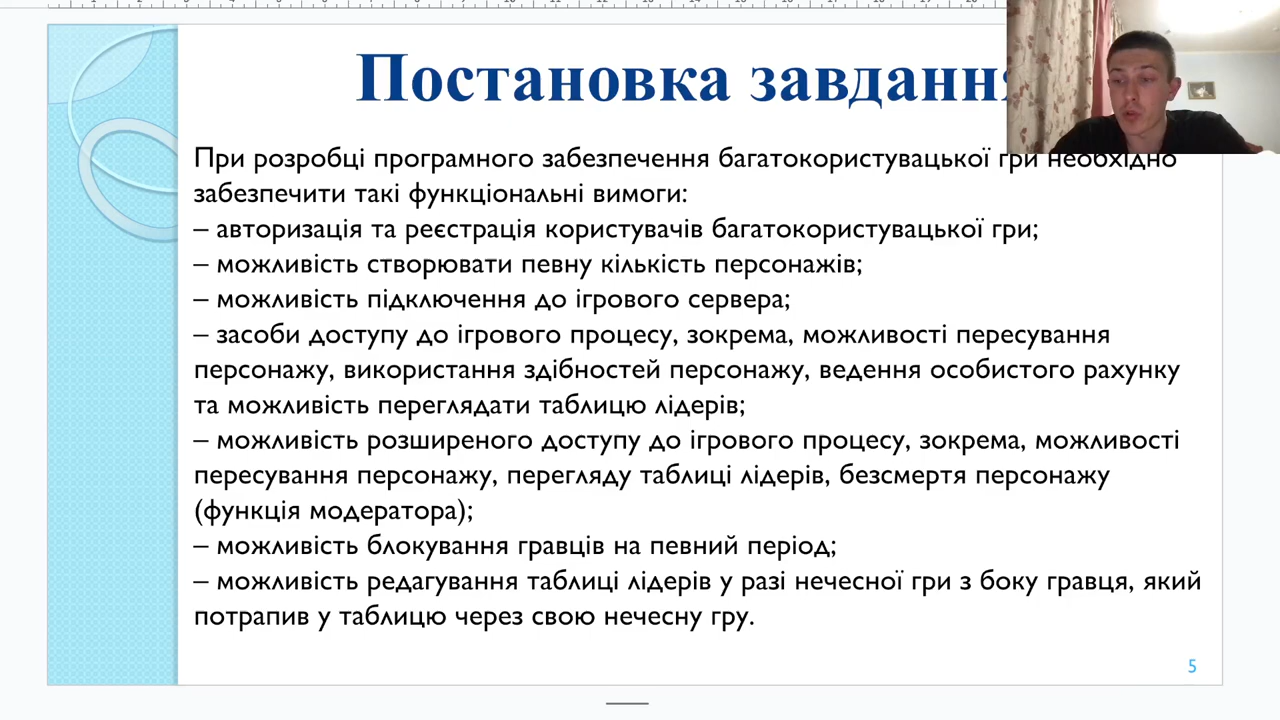 Постановка завдання
При розробці програмного забезпечення багатокористувацької гри необхідно
забезпечити такі функціональні вимоги:
– авторизація та реєстрація користувачів багатокористувацької гри;
– можливість створювати певну кількість персонажів;
– можливість підключення до ігрового сервера;
– засоби доступу до ігрового процесу, зокрема, можливості пересування
персонажу, використання здібностей персонажу, ведення особистого рахунку
та можливість переглядати таблицю лідерів;
– можливість розширеного доступу до ігрового процесу, зокрема, можливості
пересування персонажу, перегляду таблиці лідерів, безсмертя персонажу
(функція модератора);
– можливість блокування гравців на певний період;
– можливість редагування таблиці лідерів у разі нечесної гри з боку гравця, який
потрапив у таблицю через свою нечесну гру.
5